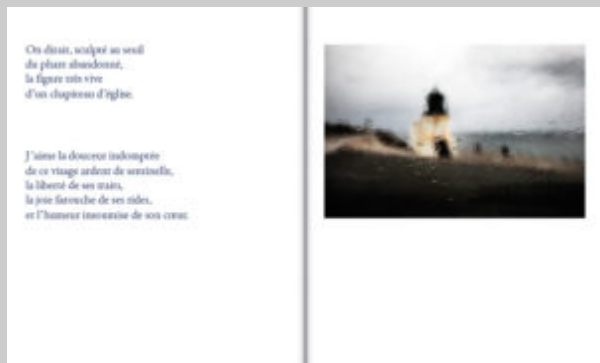 On dirait, sculpté au seuil
du phare abandonné,
la figure très vive
d'un chapiteau d'église.
J'aime la douceur indomptée
de ce visage ardent de sentinelle,
la liberté de ses traits,
la joie farouche de ses rides,
et l'humeur insoumise de son cœur.